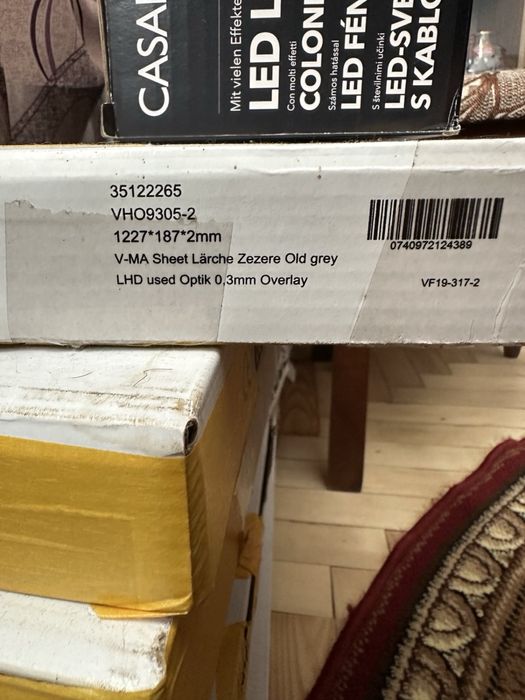 Mit vielen Effekte
LED L
Con molti effetti
COLON
Számos hatással
LED FÉN
S številnimi učinki
LED-SVE
S KABLO
35122265
VHO9305-2
1227*187*2mm
V-MA Sheet Lärche Zezere Old grey
LHD used Optik 0,3mm Overlay
0740972124389
VF19-317-2